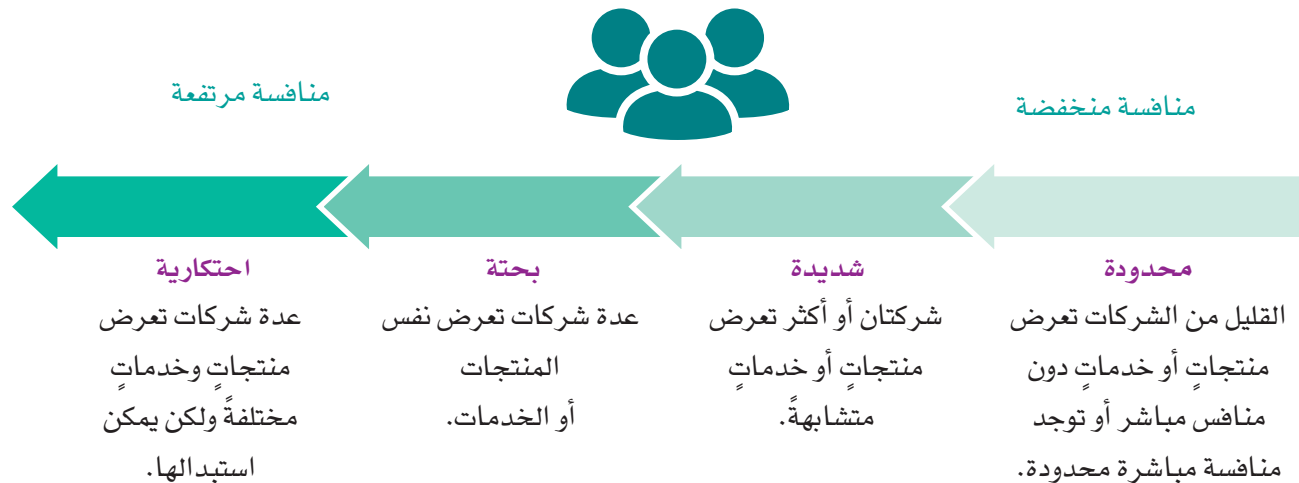 منافسة منخفضة
منافسة مرتفعة
محدودة
القليل من الشركات تعرض
منتجاتٍ أو خدماتٍ دون
منافس مباشر أو توجد
منافسة مباشرة محدودة.
شديدة
شركتان أو أكثر تعرض
منتجاتٍ أو خدماتٍ
متشابهةً.
بحتة
عدة شركات تعرض نفس
المنتجات
أو الخدمات.
احتكارية
عدة شركات تعرض
منتجاتٍ وخدماتٍ
مختلفةً ولكن يمكن
استبدالها.